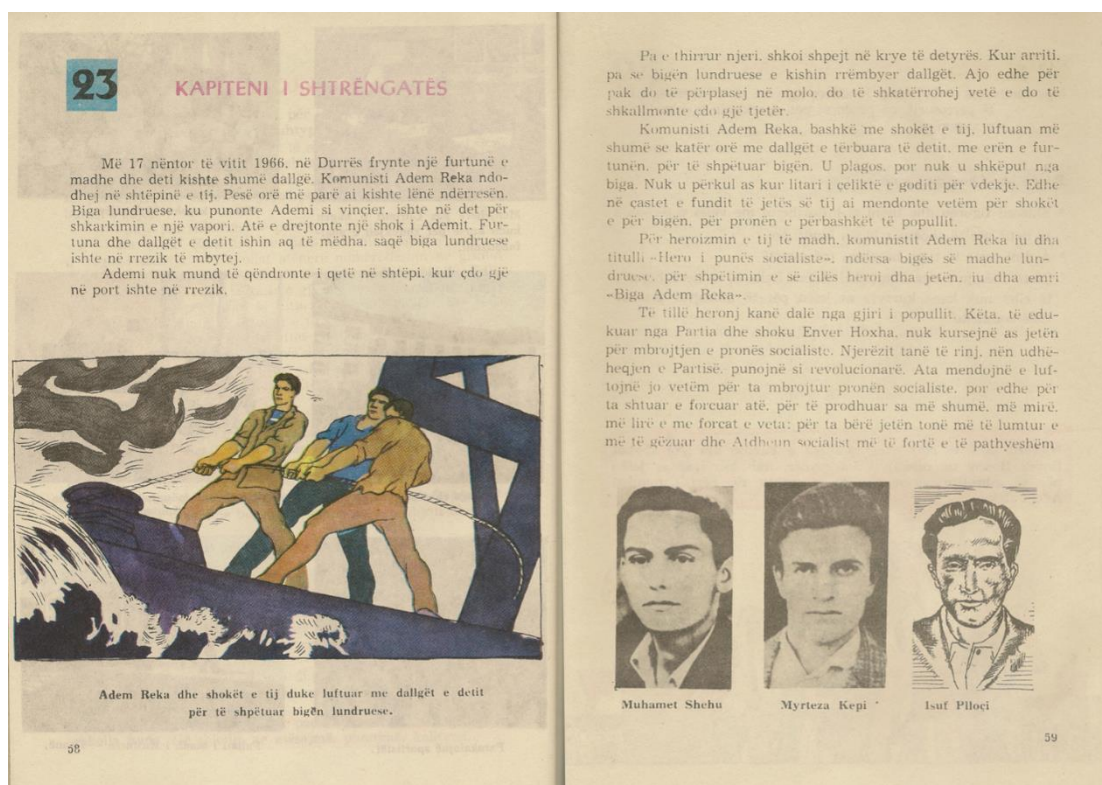 23
KAPITENI I SHTRËNGATËS
Më 17 nëntor të vitit 1966, në Durrës frynte një furtunë e
madhe dhe deti kishte shumë dallgë. Komunisti Adem Reka ndo-
dhej në shtëpinë e tij. Pesë orë më parë ai kishte lënë ndërresën.
Biga lundruese, ku punonte Ademi si vinçier, ishte në det për
shkarkimin e një vapori. Atë e drejtonte një shok i Ademit. Fur-
tuna dhe dallgët e detit ishin aq të mëdha, saqë biga lundruese
ishte në rrezik të mbytej.
Ademi nuk mund të qëndronte i qetë në shtëpi, kur çdo gjë
në port ishte në rrezik.
Adem Reka dhe shokët e tij duke luftuar me dallgët e detit
për të shpëtuar bigën lundruese.
58
Pa e thirrur njeri, shkoi shpejt në krye të detyrës. Kur arriti,
pa se bigën lundruese e kishin rrëmbyer dallgët. Ajo edhe për
pak do të përplasej në molo, do të shkatërrohej vetë e do të
shkallmonte çdo gjë tjetër.
Komunisti Adem Reka, bashkë me shokët e tij, luftuan më
shumë se katër orë me dallgët e tërbuara të detit, me erën e fur-
tunën, për të shpëtuar bigën. U plagos, por nuk u shkëput nga
biga. Nuk u përkul as kur litari i çeliktë e goditi për vdekje. Edhe
në çastet e fundit të jetës së tij ai mendonte vetëm për shokët
e për bigën, për pronën e përbashkët të popullit.
Për heroizmin e tij të madh, komunistit Adem Reka iu dha
titulli «Hero i punës socialiste», ndërsa bigës së madhe lun-
druese, për shpëtimin e së cilës heroi dha jetën, iu dha emri
«Biga Adem Reka».
Të tillë heronj kanë dalë nga gjiri i popullit. Këta, të edu-
kuar nga Partia dhe shoku Enver Hoxha, nuk kursejnë as jetën
për mbrojtjen e pronës socialiste. Njerëzit tanë të rinj, nën udhë-
heqjen e Partisë, punojnë si revolucionarë. Ata mendojnë e luf-
tojnë jo vetëm për ta mbrojtur pronën socialiste, por edhe për
ta shtuar e forcuar atë, për të prodhuar sa më shumë, më mirë,
më lirë e me forcat e veta; për ta bërë jetën tonë më të lumtur e
më të gëzuar dhe Atdheun socialist më të fortë e të pathyeshëm
Muhamet Shehu
Myrteza Kepi
Isuf Plloçi
59